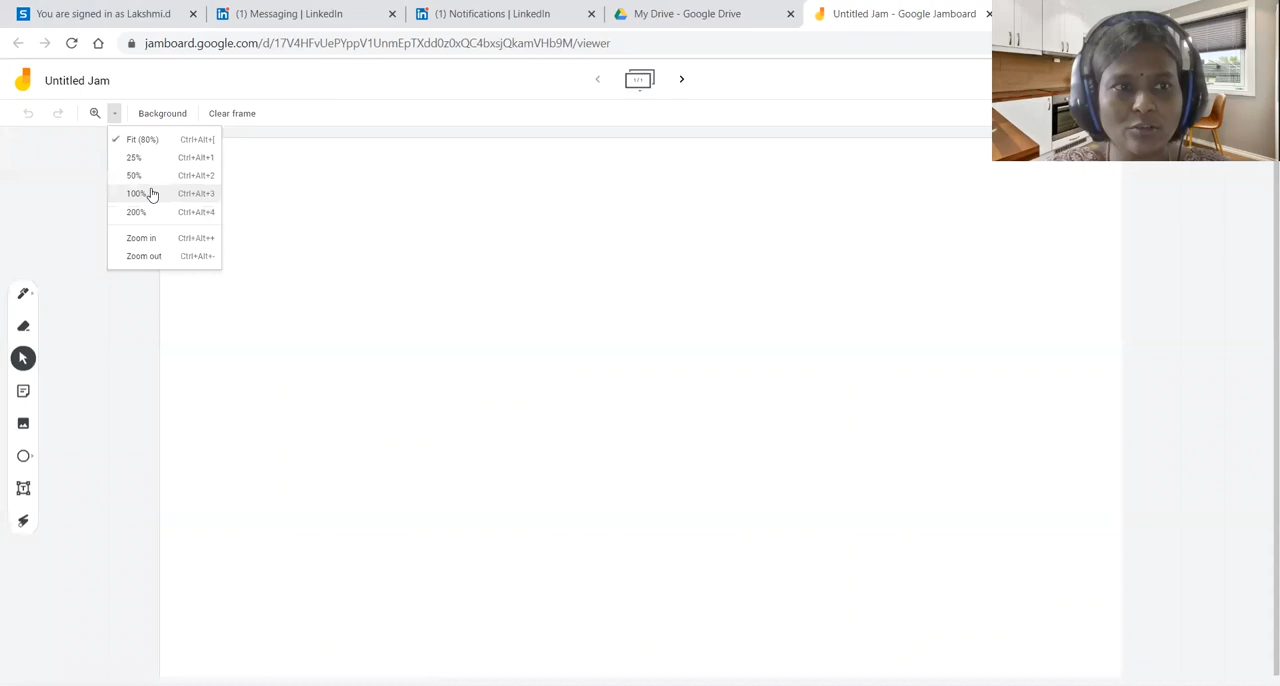 You are signed in as Lakshmi.d
(1) Messaging | LinkedIn
(1) Notifications | LinkedIn
My Drive - Google Drive
Untitled Jam - Google Jamboard
jamboard.google.com/d/17V4HFvUePYppV1UnmEpTXdd0z0xQC4bxsjQkamVHb9M/viewer
Untitled Jam
1/1
Background
Clear frame
Fit (80%) Ctrl+Alt+[
25% Ctrl+Alt+1
50% Ctrl+Alt+2
100% Ctrl+Alt+3
200% Ctrl+Alt+4
Zoom in Ctrl+Alt++
Zoom out Ctrl+Alt+-